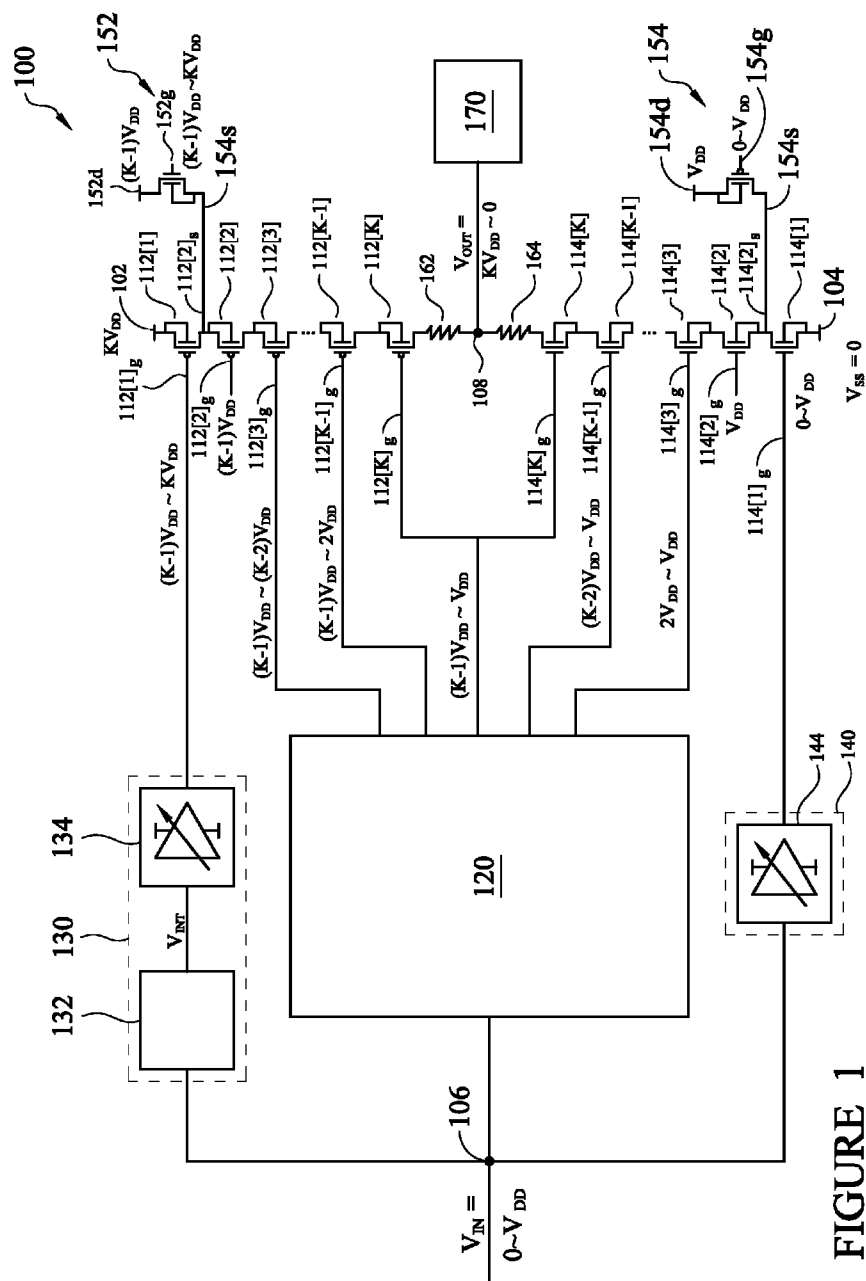 100
152
(K-1)VDD
152d
152g
(K-1)VDD ~ KVDD
154s
KVDD
102
112[1]
112[1]g
112[2]s
112[2]
112[2]g
(K-1)VDD
112[3]
112[3]g
112[K-1]
112[K-1]g
112[K]
112[K]g
...
162
VOUT =
KVDD ~ 0
170
108
164
114[K]
114[K]g
114[K-1]
114[K-1]g
...
114[3]
114[3]g
114[2]
114[2]g
VDD
114[2]s
114[1]
114[1]g
0~VDD
104
VSS = 0
154
154d
VDD
0~VDD
154g
154s
(K-1)VDD ~ KVDD
(K-1)VDD ~ (K-2)VDD
(K-1)VDD ~ 2VDD
(K-1)VDD ~ VDD
(K-2)VDD ~ VDD
2VDD ~ VDD
134
130
VINT
132
120
144
140
106
VIN =
0~VDD
FIGURE 1